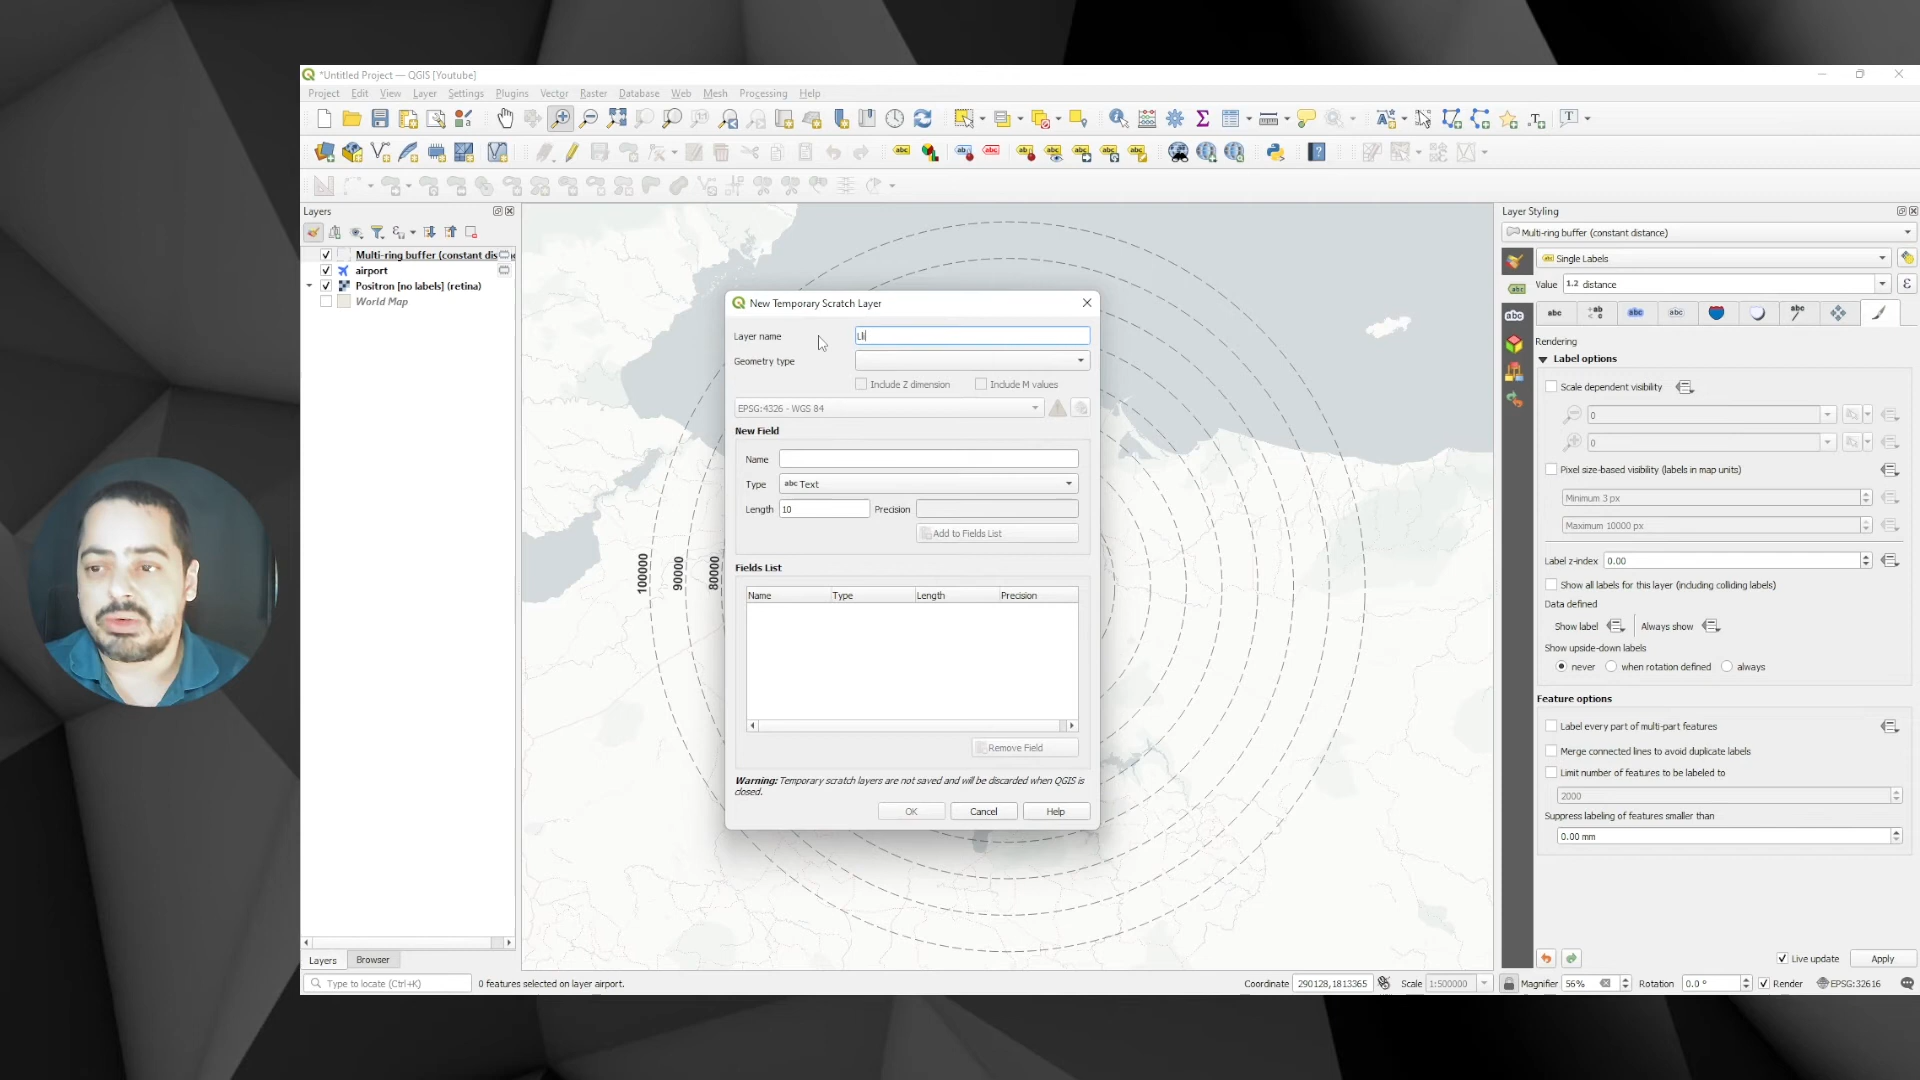 *Untitled Project — QGIS [Youtube]
Project Edit View Layer Settings Plugins Vector Raster Database Web Mesh Processing Help
Layers
Multi-ring buffer (constant dis
airport
Positron [no labels] (retina)
World Map
New Temporary Scratch Layer
Layer name
Geometry type
Include Z dimension Include M values
EPSG:4326 - WGS 84
New Field
Name
Type abc Text
Length 10 Precision
Add to Fields List
Fields List
Name Type Length Precision
Remove Field
Warning: Temporary scratch layers are not saved and will be discarded when QGIS is
closed.
OK Cancel Help
100000
90000
80000
Layer Styling
Multi-ring buffer (constant distance)
Single Labels
Value 1.2 distance
Rendering
Label options
Scale dependent visibility
0
0
Pixel size-based visibility (labels in map units)
Minimum 3 px
Maximum 10000 px
Label z-index 0.00
Show all labels for this layer (including colliding labels)
Data defined
Show label Always show
Show upside-down labels
never when rotation defined always
Feature options
Label every part of multi-part features
Merge connected lines to avoid duplicate labels
Limit number of features to be labeled to
2000
Suppress labeling of features smaller than
0.00 mm
Live update Apply
Layers Browser
Type to locate (Ctrl+K) 0 features selected on layer airport. Coordinate 290128,1813365 Scale 1:500000 Magnifier 56% Rotation 0.0 ° Render EPSG:32616